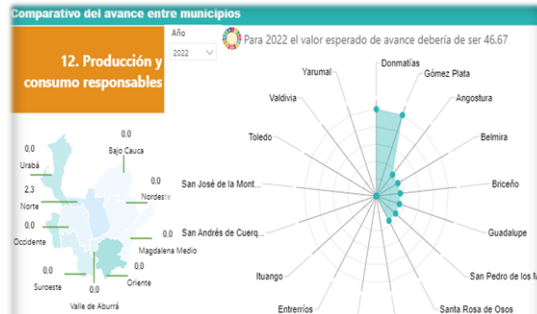 Comparativo del avance entre municipios
12. Producción y
consumo responsables
Año
2022
Para 2022 el valor esperado de avance debería de ser 46.67
0,0
Urabá
2.3
Norte
0,0
Occidente
0,0
Suroeste
0,0
Valle de Aburrá
0,0
Bajo Cauca
0,0
Nordeste
0,0
Magdalena Medio
0,0
Oriente
Donmatías
Gómez Plata
Angostura
Belmira
Briceño
Guadalupe
San Pedro de los M
Santa Rosa de Osos
Entrerríos
Ituango
San Andrés de Cuerq...
San José de la Mont...
Toledo
Valdivia
Yarumal